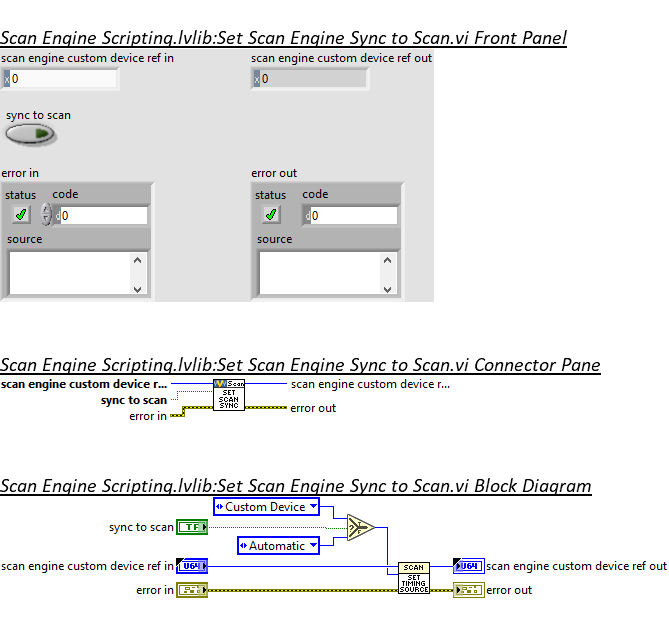 Scan Engine Scripting.lvlib:Set Scan Engine Sync to Scan.vi Front Panel
scan engine custom device ref in
scan engine custom device ref out
x 0
x 0
sync to scan
error in
error out
status code
status code
d 0
d 0
source
source
Scan Engine Scripting.lvlib:Set Scan Engine Sync to Scan.vi Connector Pane
scan engine custom device r...
scan engine custom device r...
Scan
SET
SCAN
SYNC
sync to scan
error in
error out
Scan Engine Scripting.lvlib:Set Scan Engine Sync to Scan.vi Block Diagram
Custom Device
sync to scan TF
? T F
Automatic
scan engine custom device ref in U64
SCAN
SET
TIMING
SOURCE
U64 scan engine custom device ref out
error in
error out